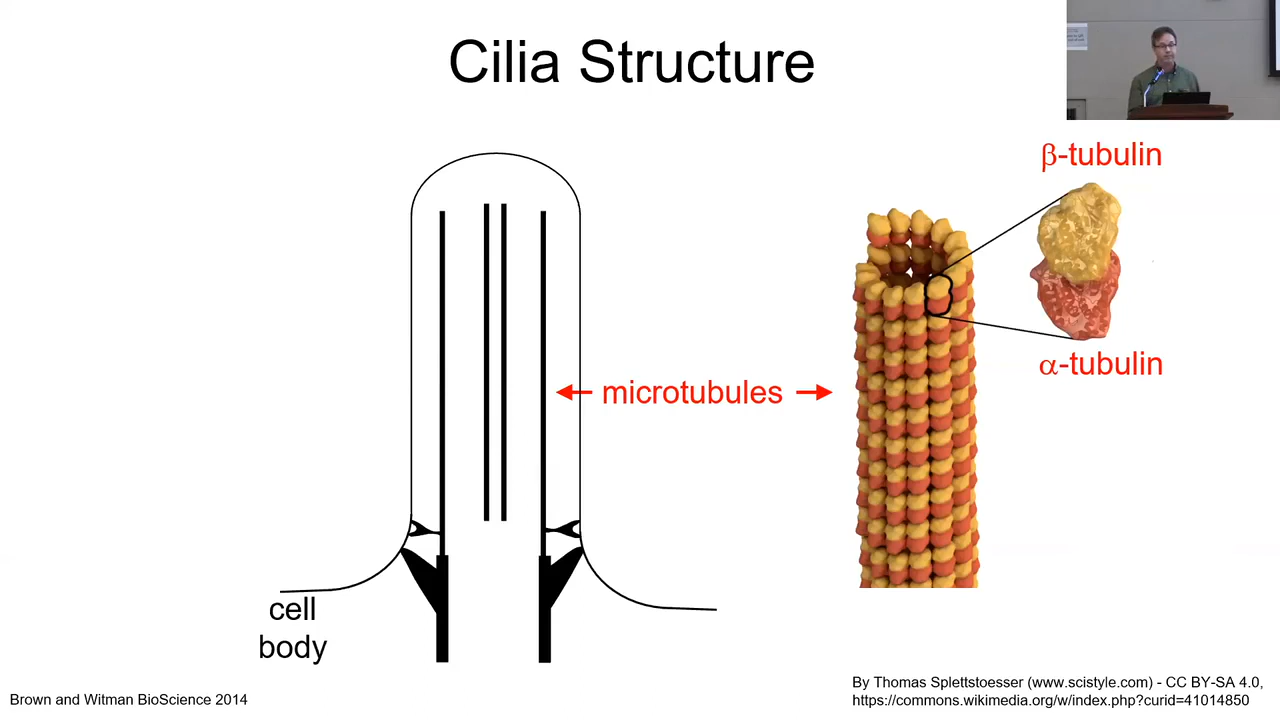 Cilia Structure
β-tubulin
α-tubulin
microtubules
cell
body
Brown and Witman BioScience 2014
By Thomas Splettstoesser (www.scistyle.com) - CC BY-SA 4.0,
https://commons.wikimedia.org/w/index.php?curid=41014850